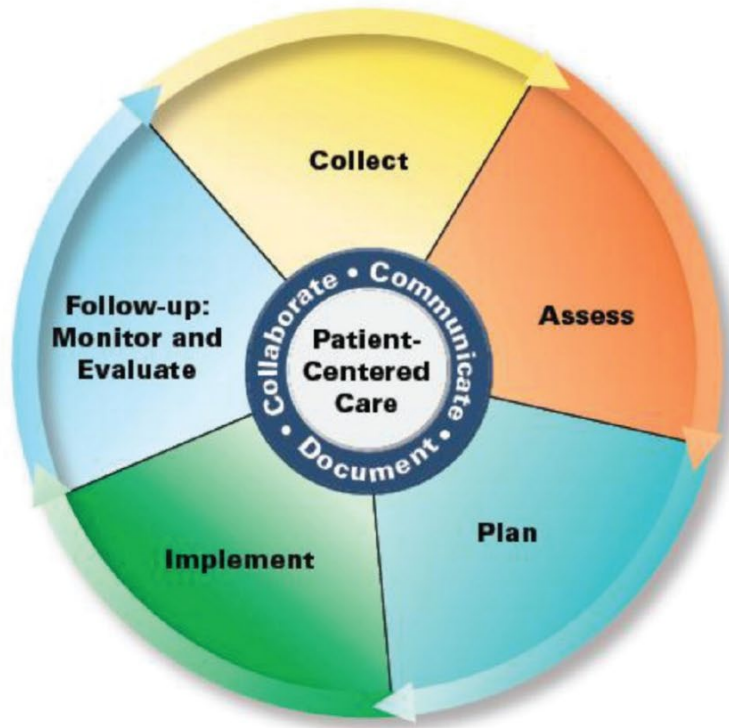 Collect
Assess
Plan
Implement
Follow-up:
Monitor and
Evaluate
Collaborate • Communicate • Document •
Patient-
Centered
Care